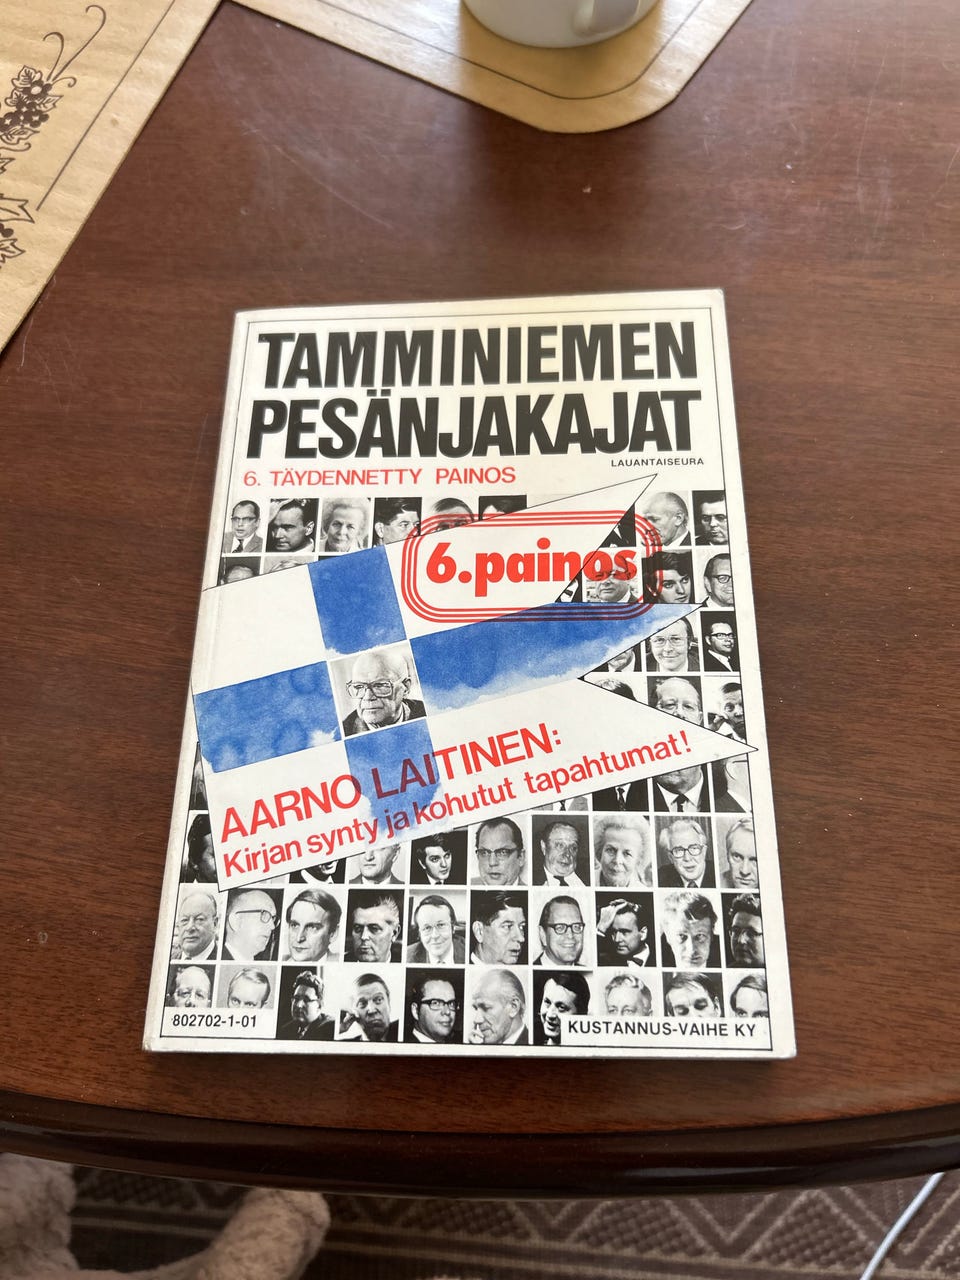 TAMMINIEMEN
PESÄNJAKAJAT
LAUANTAISEURA
6. TÄYDENNETTY PAINOS
6.painos
AARNO LAITINEN:
Kirjan synty ja kohutut tapahtumat!
802702-1-01
KUSTANNUS-VAIHE KY